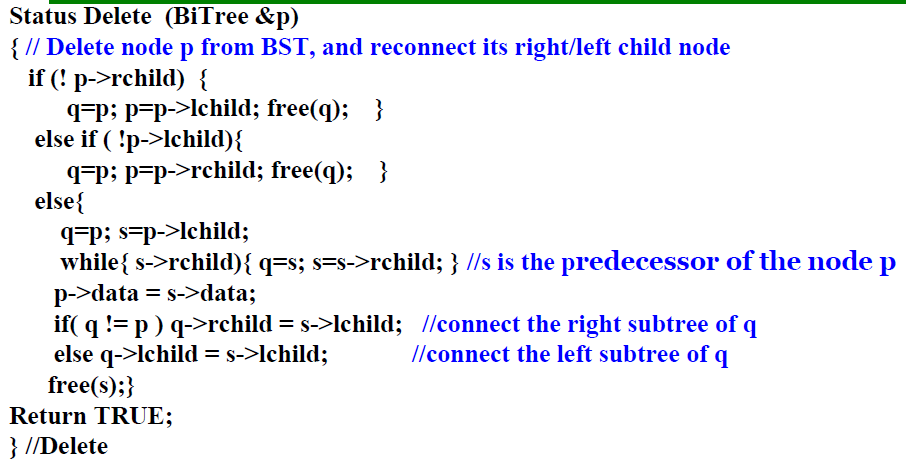 Status Delete (BiTree &p)
{ // Delete node p from BST, and reconnect its right/left child node
if (! p->rchild) {
q=p; p=p->lchild; free(q); }
else if ( !p->lchild){
q=p; p=p->rchild; free(q); }
else{
q=p; s=p->lchild;
while{ s->rchild){ q=s; s=s->rchild; } //s is the predecessor of the node p
p->data = s->data;
if( q != p ) q->rchild = s->lchild; //connect the right subtree of q
else q->lchild = s->lchild; //connect the left subtree of q
free(s);}
Return TRUE;
} //Delete